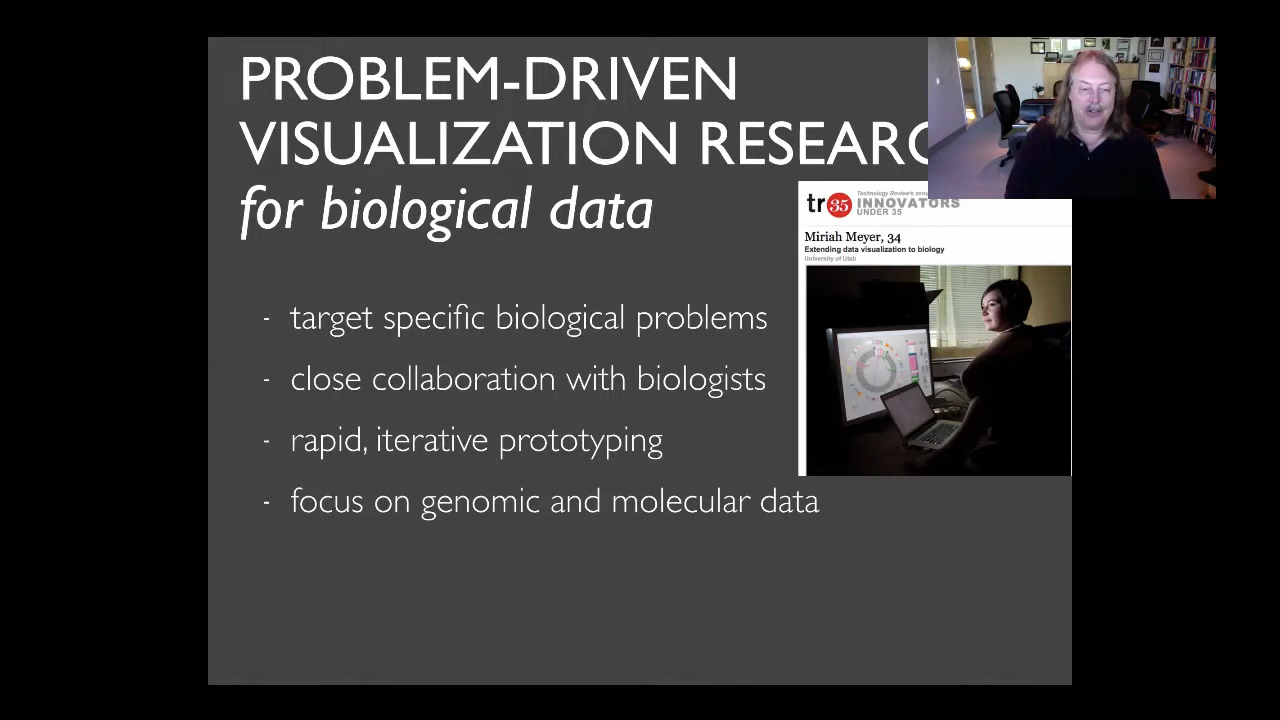 PROBLEM-DRIVEN
VISUALIZATION RESEARC
for biological data
tr35
Technology Review's
INNOVATORS
UNDER 35
Miriah Meyer, 34
Extending data visualization to biology
University of Utah
- target specific biological problems
- close collaboration with biologists
- rapid, iterative prototyping
- focus on genomic and molecular data